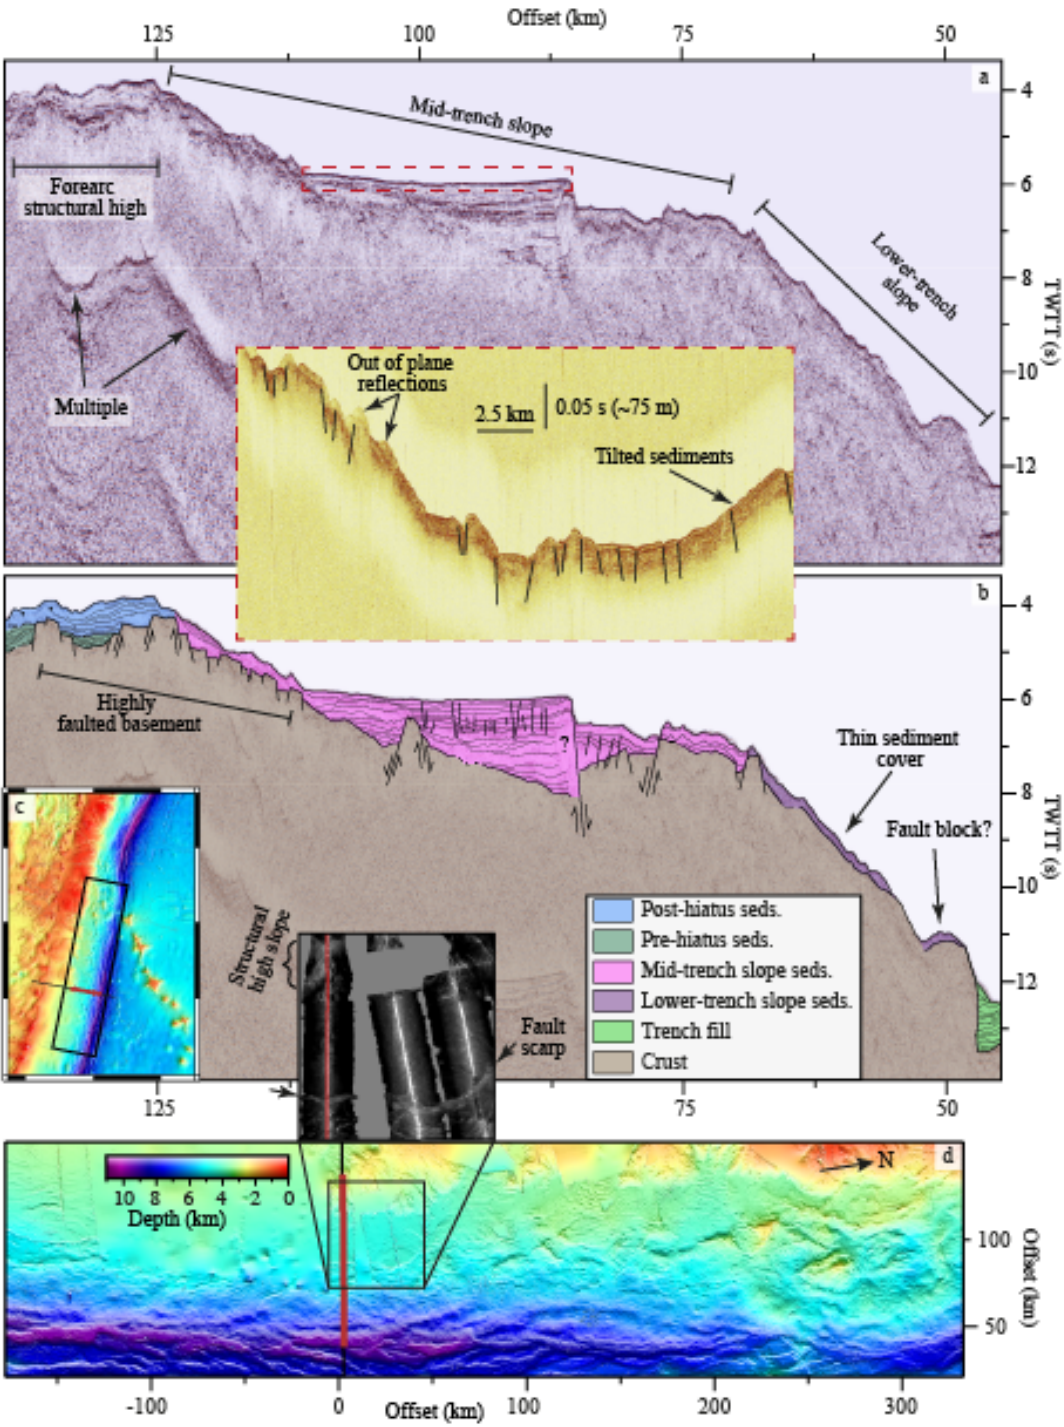 Offset (km)
125 100 75 50
a
4
Mid-trench slope
6
Forearc
structural high
Lower-trench
slope
8
TWTT (s)
10
Out of plane
reflections
Multiple
2.5 km 0.05 s (~75 m)
Tilted sediments
12
b
4
6
Highly
faulted basement
?
Thin sediment
cover
8
TWTT (s)
c
Fault block?
10
Structural
high slope
Post-hiatus seds.
Pre-hiatus seds.
Mid-trench slope seds.
Lower-trench slope seds.
Trench fill
Crust
12
Fault
scarp
125 75 50
d
N
10 8 6 4 2 0
Depth (km)
100
Offset (km)
50
-100 0 100 200 300
Offset (km)